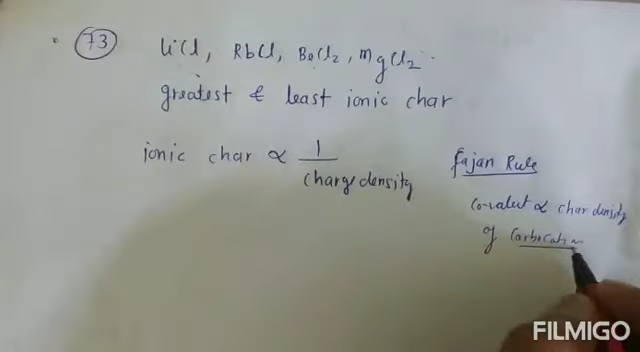 73
LiCl, RbCl, BeCl2, MgCl2.
greatest & least ionic char
ionic char ∝ 1
charge density
Fajan Rule
Covalent ∝ char density
of Carbocation
FILMIGO